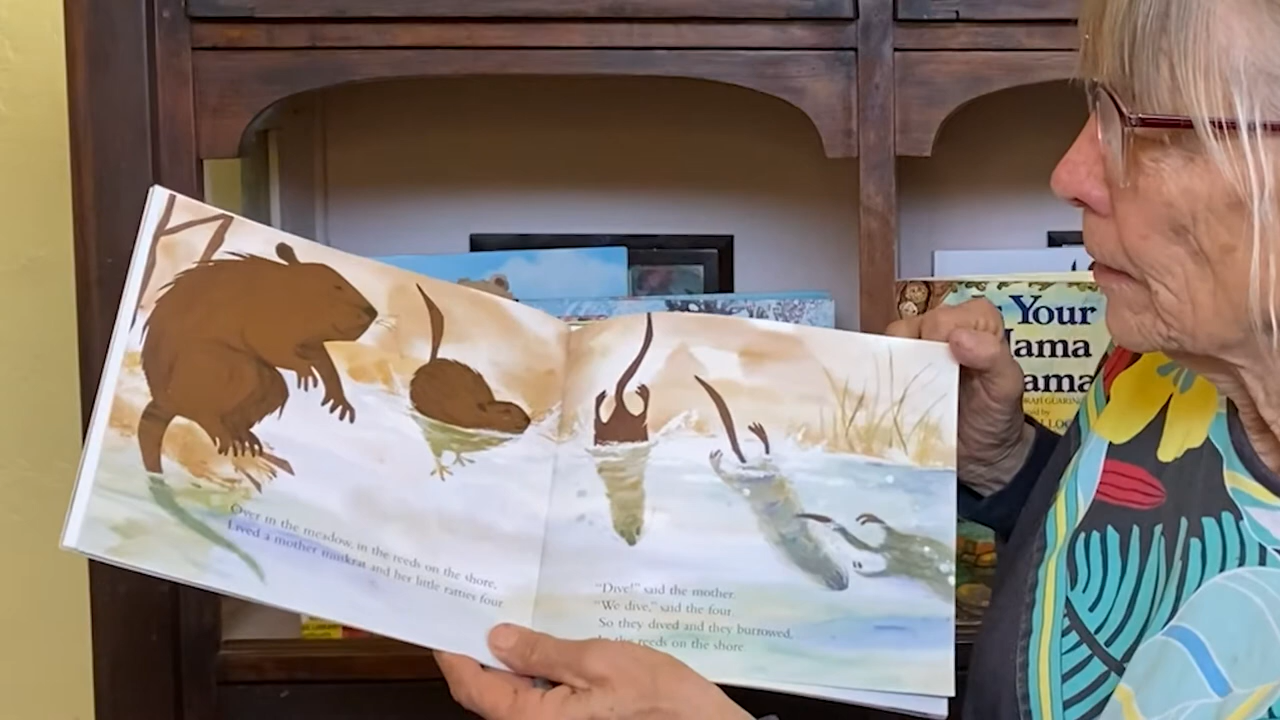 Over in the meadow, in the reeds on the shore,
Lived a mother muskrat and her little ratties four.
"Dive!" said the mother.
"We dive," said the four.
So they dived and they burrowed,
In the reeds on the shore.
Is Your
Mama
Llama